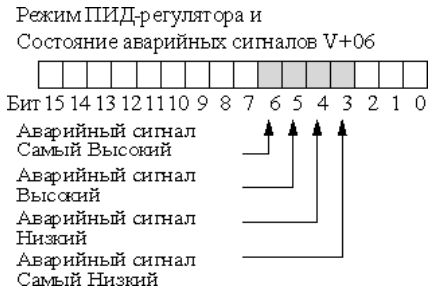 Режим ПИД-регулятора и
Состояние аварийных сигналов V+06
Бит 15 14 13 12 11 10 9 8 7 6 5 4 3 2 1 0
Аварийный сигнал
Самый Высокий
Аварийный сигнал
Высокий
Аварийный сигнал
Низкий
Аварийный сигнал
Самый Низкий